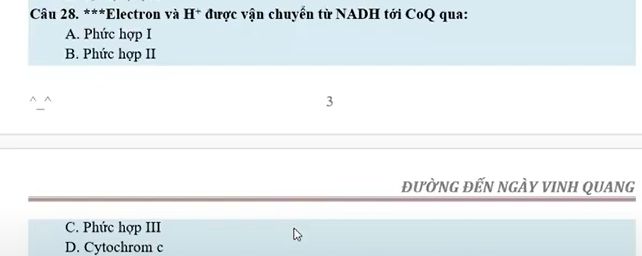 Câu 28. ***Electron và H⁺ được vận chuyển từ NADH tới CoQ qua:
A. Phức hợp I
B. Phức hợp II
^_^
3
ĐƯỜNG ĐẾN NGÀY VINH QUANG
C. Phức hợp III
D. Cytochrom c